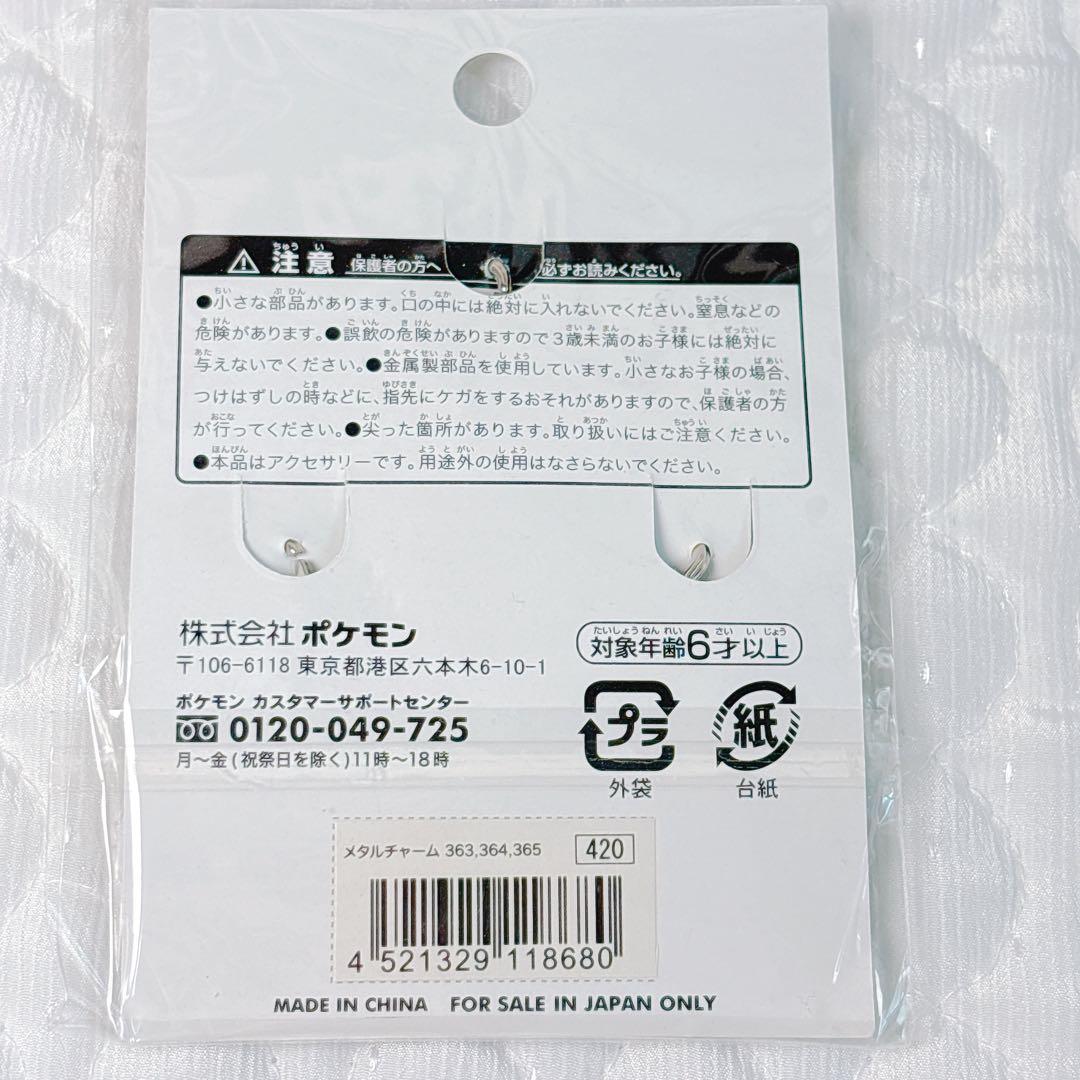 注意 保護者の方へ 必ずお読みください。
●小さな部品があります。口の中には絶対に入れないでください。窒息などの
危険があります。●誤飲の危険がありますので3歳未満のお子様には絶対に
与えないでください。●金属製部品を使用しています。小さなお子様の場合、
つけはずしの時などに、指先にケガをするおそれがありますので、保護者の方
が行ってください。●尖った箇所があります。取り扱いにはご注意ください。
●本品はアクセサリーです。用途外の使用はなさらないでください。
株式会社 ポケモン
〒106-6118 東京都港区六本木6-10-1
ポケモン カスタマーサポートセンター
0120-049-725
月～金(祝祭日を除く)11時～18時
対象年齢6才以上
プラ
外袋
紙
台紙
メタルチャーム 363,364,365 420
4 521329 118680
MADE IN CHINA FOR SALE IN JAPAN ONLY